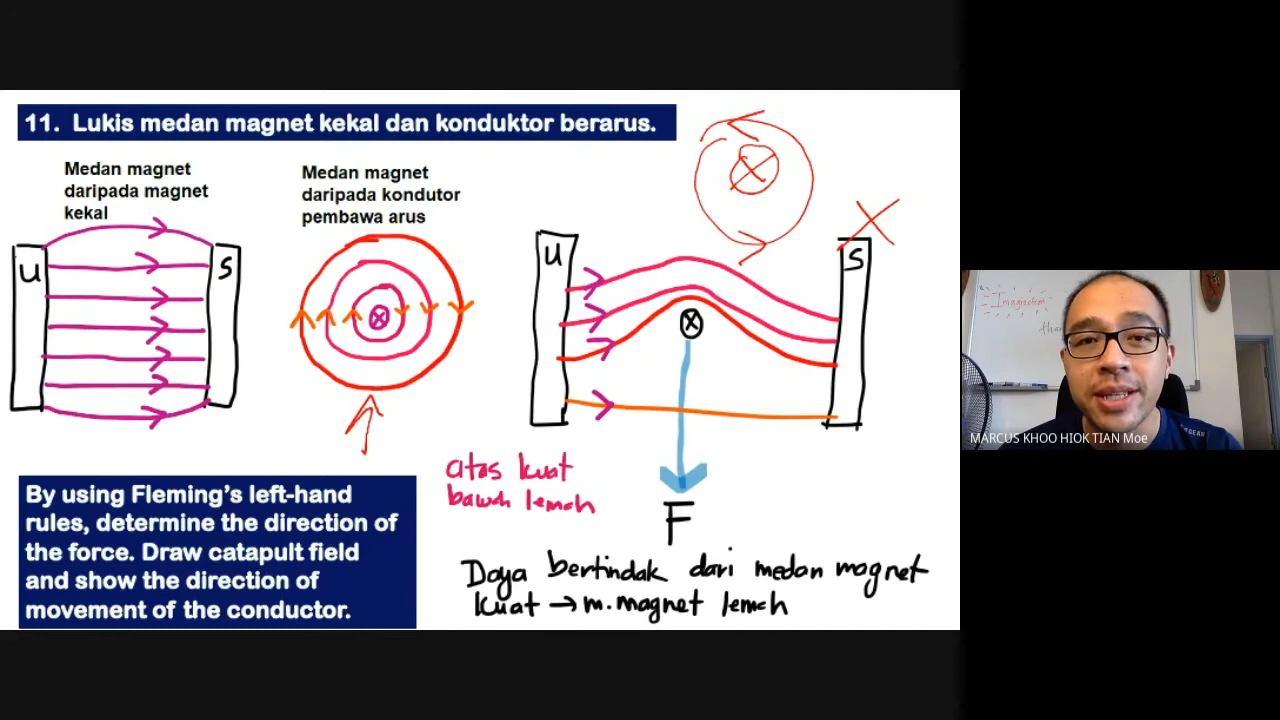 11. Lukis medan magnet kekal dan konduktor berarus.
Medan magnet
daripada magnet
kekal
Medan magnet
daripada kondutor
pembawa arus
U
S
U
S
atas kuat
bawah lemah
F
Daya bertindak dari medan magnet
kuat → m. magnet lemah
By using Fleming's left-hand
rules, determine the direction of
the force. Draw catapult field
and show the direction of
movement of the conductor.
Imaginem
MARCUS KHOO HIOK TIAN Moe